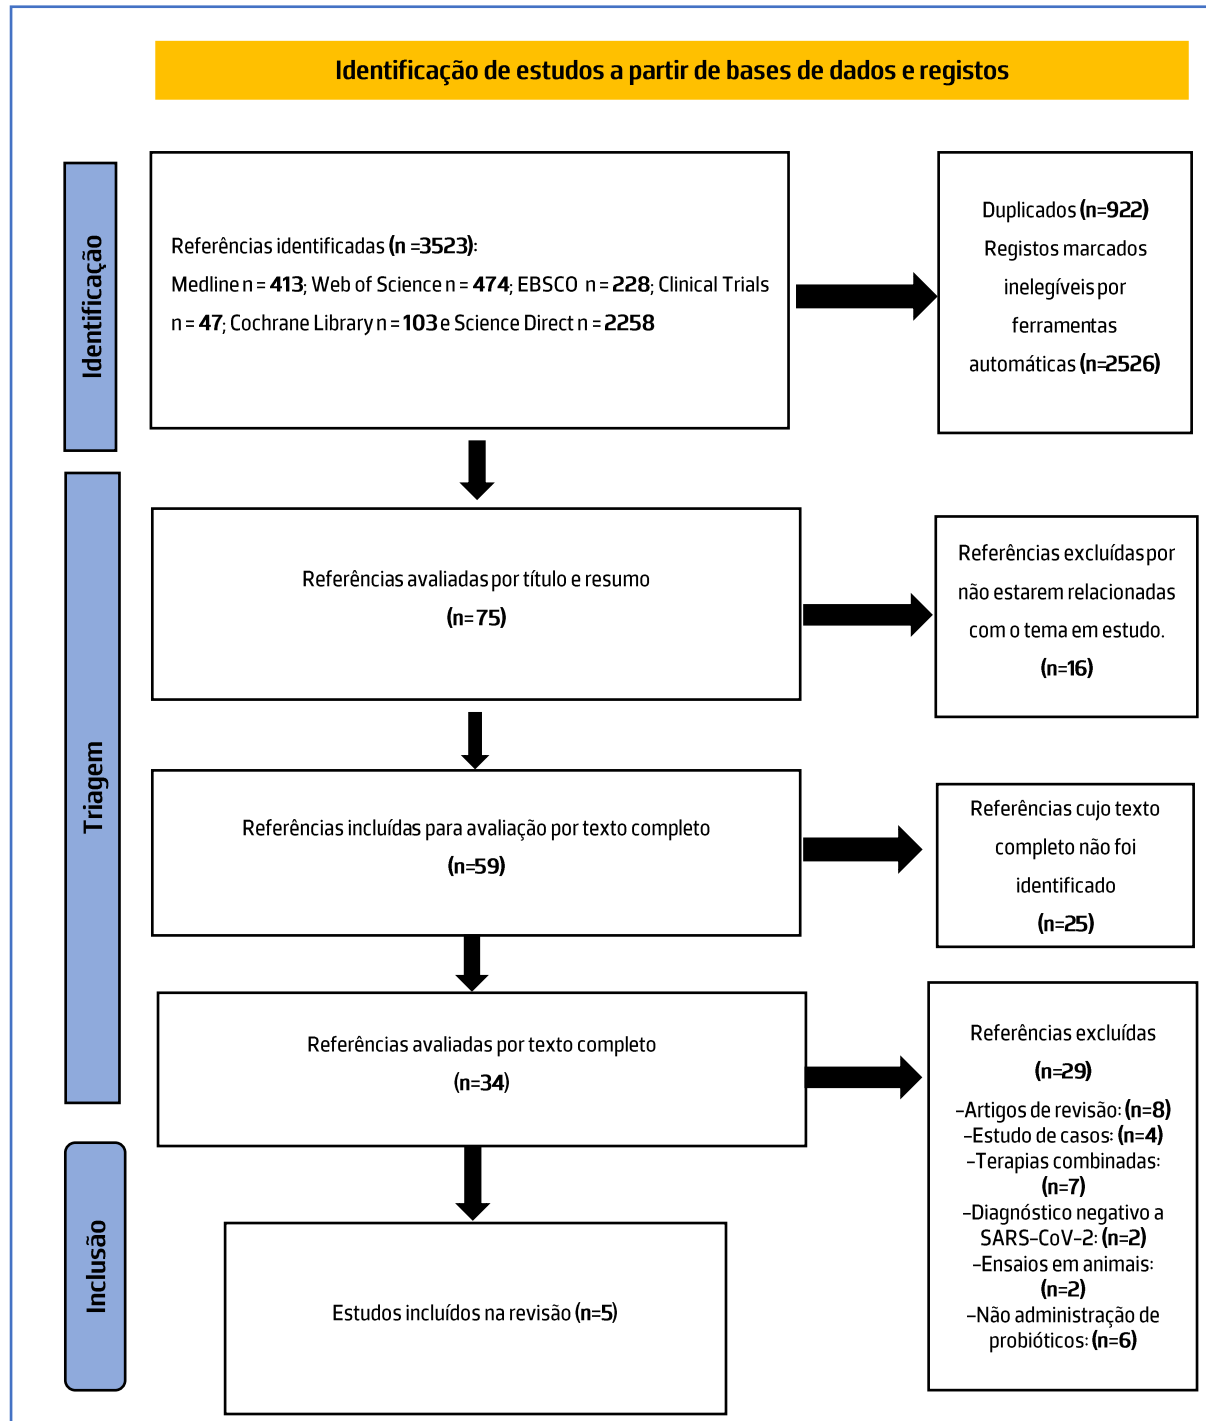 Identificação de estudos a partir de bases de dados e registos
Identificação
Referências identificadas (n =3523):
Medline n = 413; Web of Science n = 474; EBSCO n = 228; Clinical Trials
n = 47; Cochrane Library n = 103 e Science Direct n = 2258
Duplicados (n=922)
Registos marcados
inelegíveis por
ferramentas
automáticas (n=2526)
Triagem
Referências avaliadas por título e resumo
(n= 75)
Referências excluídas por
não estarem relacionadas
com o tema em estudo.
(n=16)
Referências incluídas para avaliação por texto completo
(n=59)
Referências cujo texto
completo não foi
identificado
(n=25)
Referências avaliadas por texto completo
(n=34)
Referências excluídas
(n=29)
-Artigos de revisão: (n=8)
-Estudo de casos: (n=4)
-Terapias combinadas:
(n=7)
-Diagnóstico negativo a
SARS-CoV-2: (n=2)
-Ensaios em animais:
(n=2)
-Não administração de
probióticos: (n=6)
Inclusão
Estudos incluídos na revisão (n=5)